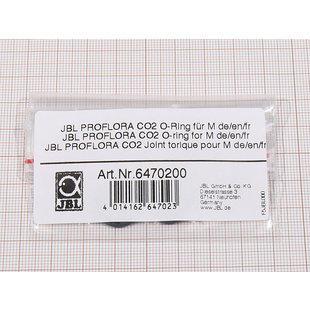 JBL PROFLORA CO2 O-Ring für M de/en/fr
JBL PROFLORA CO2 O-ring for M de/en/fr
JBL PROFLORA CO2 Joint torique pour M de/en/fr
Art.Nr.6470200
JBL GmbH & Co. KG
Dieselstrasse 3
67141 Neuhofen
Germany
www.JBL.de
JBL
4 014162 647023